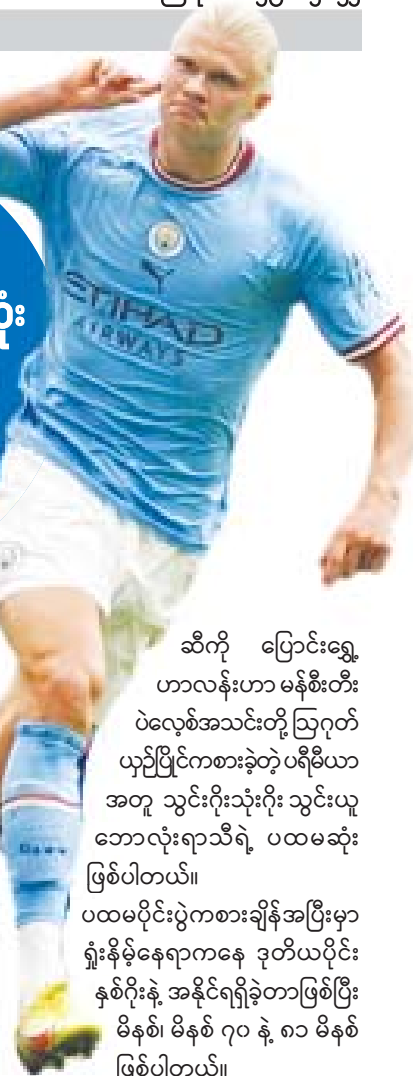 ုံး
ETIHAD
AIRWAYS
ဆီကို ပြောင်းရွှေ့
ဟာလန်းဟာ မန်စီးတီး
ပဲလေ့စ်အသင်းတို့ ဩဂုတ်
ယှဉ်ပြိုင်ကစားခဲ့တဲ့ ပရီမီယာ
အတူ သွင်းဂိုးသုံးဂိုး သွင်းယူ
ဘောလုံးရာသီရဲ့ ပထမဆုံး
ဖြစ်ပါတယ်။
ပထမပိုင်းပွဲကစားချိန်အပြီးမှာ
ရှုံးနိမ့်နေရာကနေ ဒုတိယပိုင်း
နှစ်ဂိုးနဲ့ အနိုင်ရရှိခဲ့တာဖြစ်ပြီး
မိနစ်၊ မိနစ် ၇၀ နဲ့ ၈၁ မိနစ်
ဖြစ်ပါတယ်။